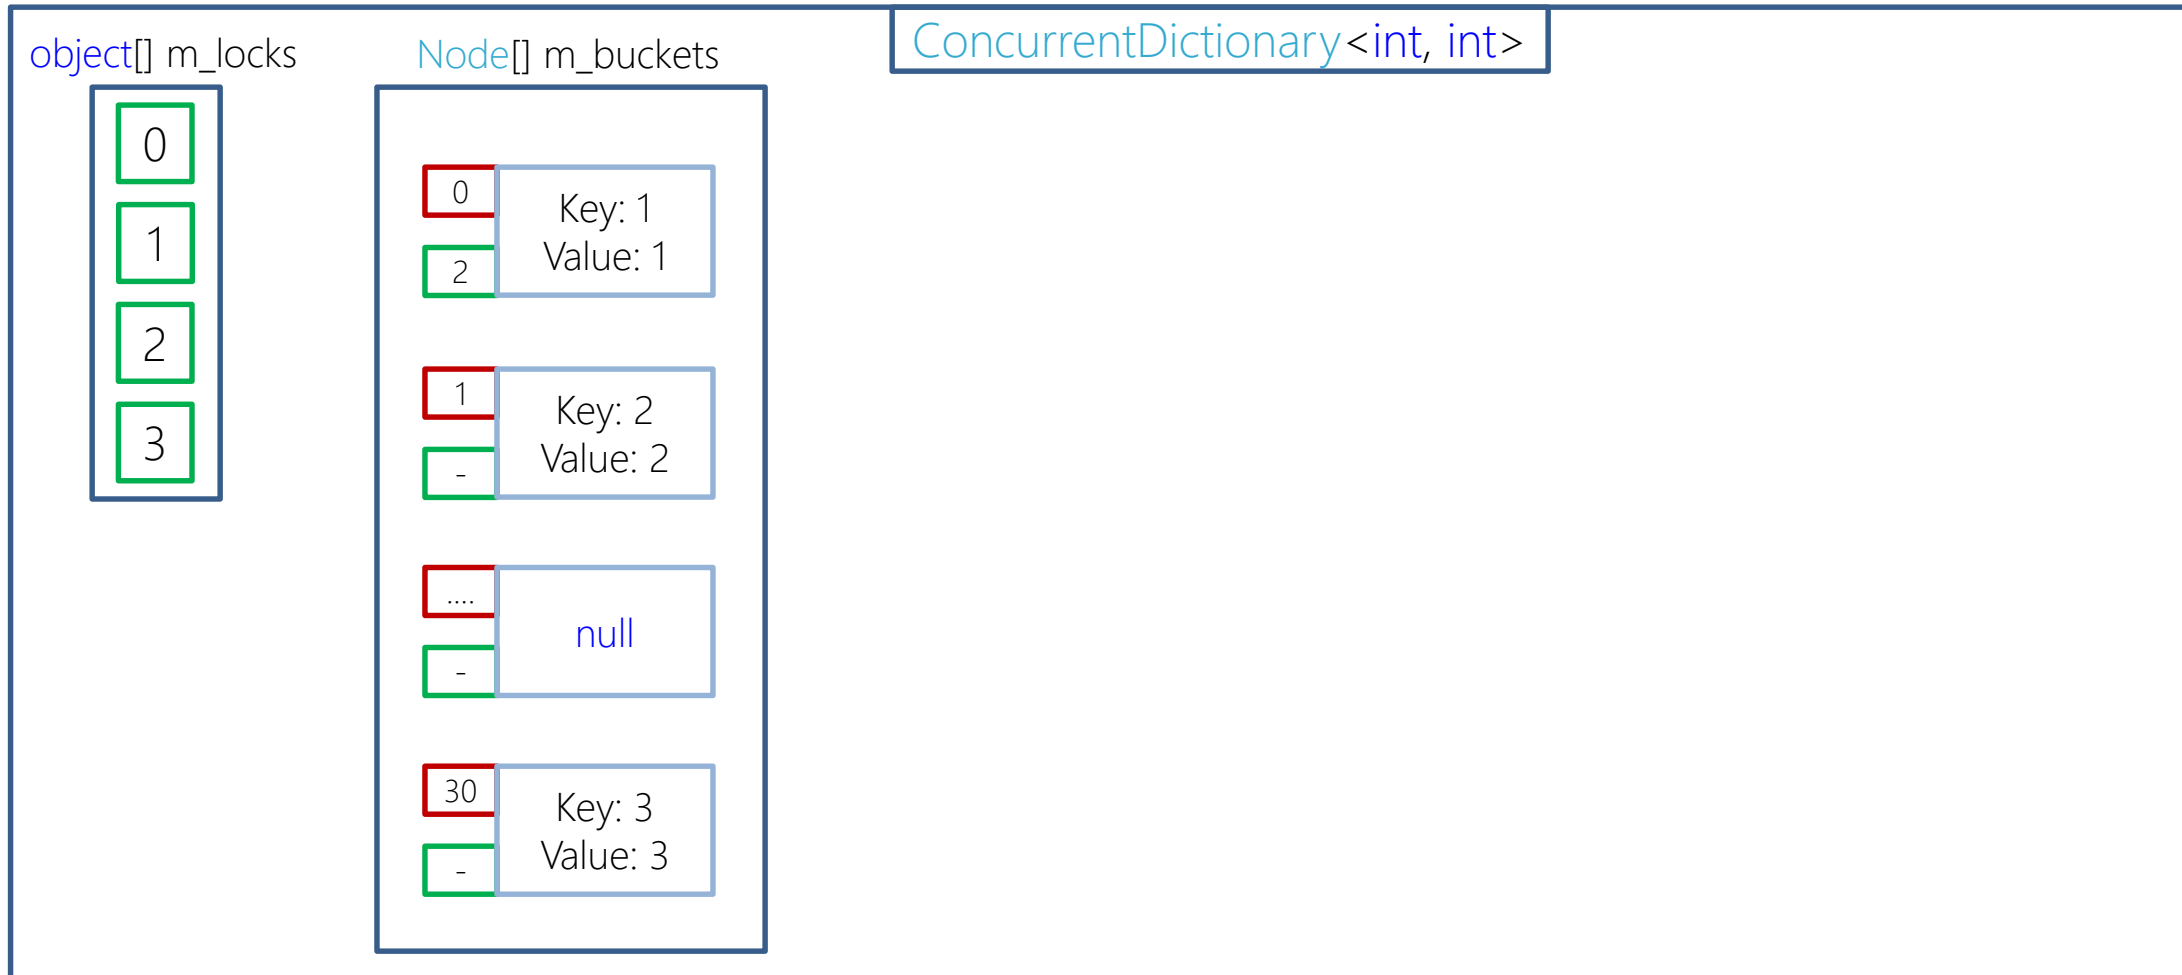 ConcurrentDictionary<int, int>
object[] m_locks
0
1
2
3
Node[] m_buckets
0
Key: 1
Value: 1
2
1
Key: 2
Value: 2
-
....
null
-
30
Key: 3
Value: 3
-